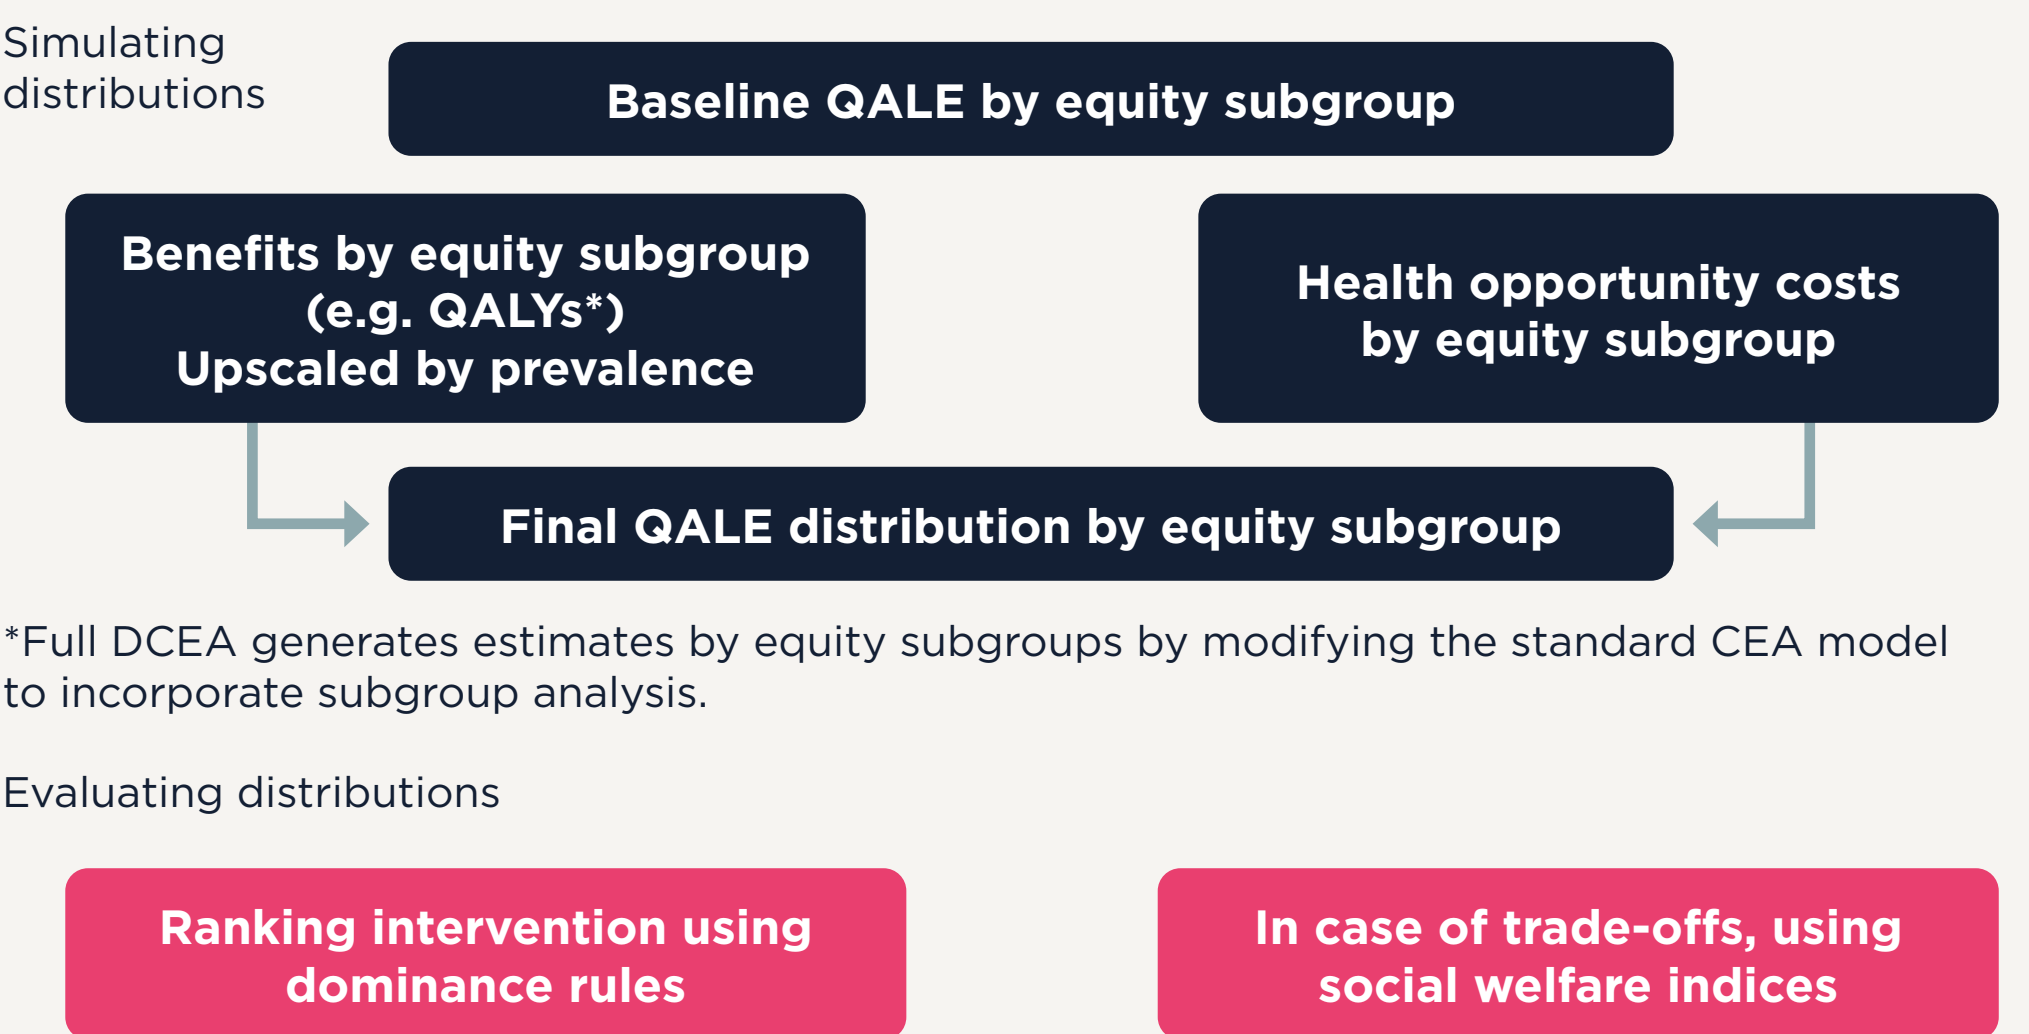 Simulating
distributions
Baseline QALE by equity subgroup
Benefits by equity subgroup
(e.g. QALYs*)
Upscaled by prevalence
Health opportunity costs
by equity subgroup
Final QALE distribution by equity subgroup
*Full DCEA generates estimates by equity subgroups by modifying the standard CEA model
to incorporate subgroup analysis.
Evaluating distributions
Ranking intervention using
dominance rules
In case of trade-offs, using
social welfare indices